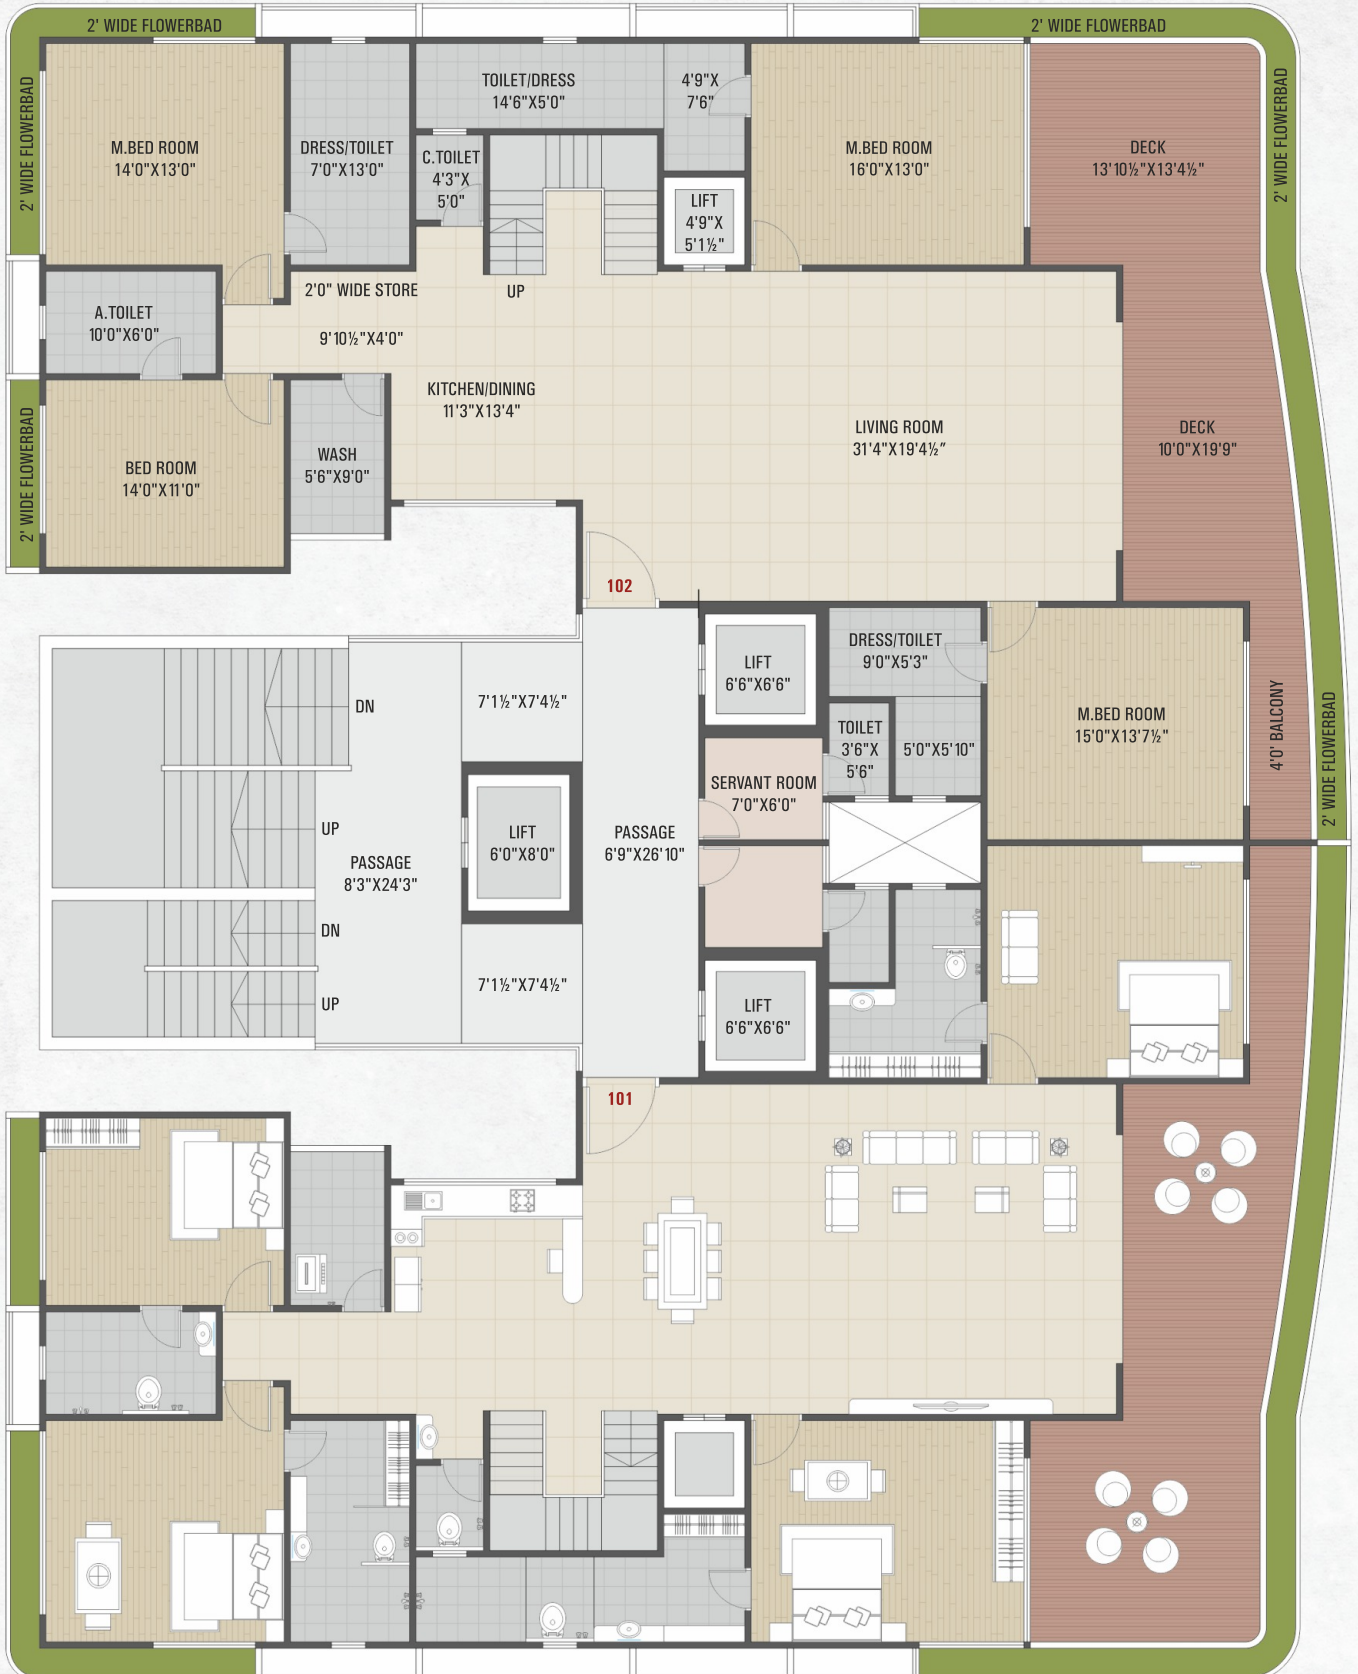 2' WIDE FLOWERBAD
2' WIDE FLOWERBAD
2' WIDE FLOWERBAD
2' WIDE FLOWERBAD
M.BED ROOM
14'0"X13'0"
DRESS/TOILET
7'0"X13'0"
TOILET/DRESS
14'6"X5'0"
4'9"X
7'6"
C.TOILET
4'3"X
5'0"
LIFT
4'9"X
5'1½"
M.BED ROOM
16'0"X13'0"
DECK
13'10½"X13'4½"
A.TOILET
10'0"X6'0"
2'0" WIDE STORE
UP
9'10½"X4'0"
KITCHEN/DINING
11'3"X13'4"
LIVING ROOM
31'4"X19'4½"
DECK
10'0"X19'9"
2' WIDE FLOWERBAD
BED ROOM
14'0"X11'0"
WASH
5'6"X9'0"
102
LIFT
6'6"X6'6"
DRESS/TOILET
9'0"X5'3"
M.BED ROOM
15'0"X13'7½"
4'0' BALCONY
2' WIDE FLOWERBAD
DN
7'1½"X7'4½"
TOILET
3'6"X
5'6"
5'0"X5'10"
SERVANT ROOM
7'0"X6'0"
UP
LIFT
6'0"X8'0"
PASSAGE
6'9"X26'10"
PASSAGE
8'3"X24'3"
DN
UP
7'1½"X7'4½"
LIFT
6'6"X6'6"
101